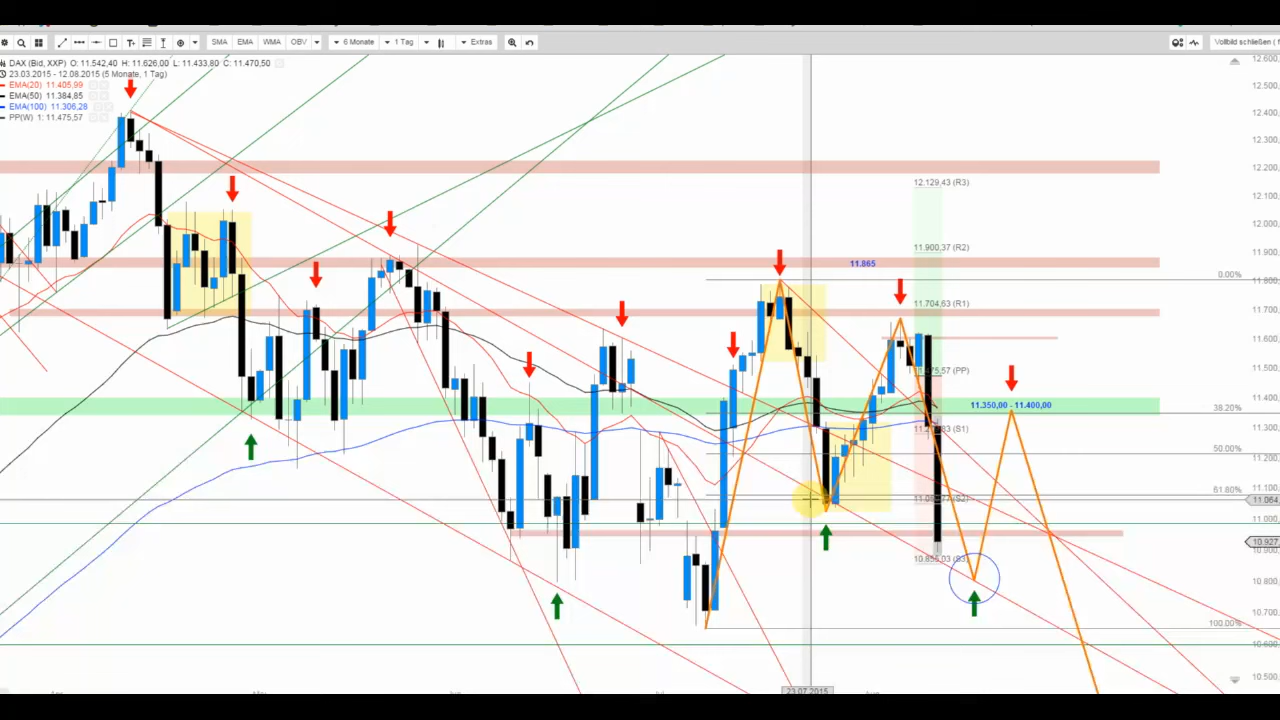 SMA EMA WMA OBV 6 Monate 1 Tag Extras Vollbild schließen (
DAX (Bid, XXP) O: 11.542,40 H: 11.626,00 L: 11.433,80 C: 11.470,50
23.03.2015 - 12.08.2015 (5 Monate, 1 Tag)
EMA(20) 11.405,99
EMA(50) 11.384,85
EMA(100) 11.306,28
PP(W) 1: 11.475,57
12.129,43 (R3)
11.900,37 (R2)
11.865
0.00%
11.704,63 (R1)
(PP)
11.350,00 - 11.400,00
38.20%
(S1)
50.00%
61.80%
(S2)
10.855,03 (S3)
100.00%
12.600
12.500
12.400
12.300
12.200
12.100
12.000
11.900
11.800
11.700
11.600
11.500
11.400
11.300
11.200
11.100
11.064
11.000
10.927
10.900
10.800
10.700
10.600
10.500
23.07.2015